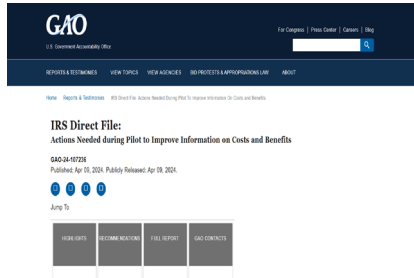 GAO
U.S. Government Accountability Office
For Congress | Press Center | Careers | Blog
REPORTS & TESTIMONIES VIEW TOPICS VIEW AGENCIES BID PROTESTS & APPROPRIATIONS LAW ABOUT
Home Reports & Testimonies IRS Direct File: Actions Needed During Pilot To Improve Information On Costs and Benefits
IRS Direct File:
Actions Needed during Pilot to Improve Information on Costs and Benefits
GAO-24-107236
Published: Apr 09, 2024. Publicly Released: Apr 09, 2024.
Jump To
HIGHLIGHTS RECOMMENDATIONS FULL REPORT GAO CONTACTS